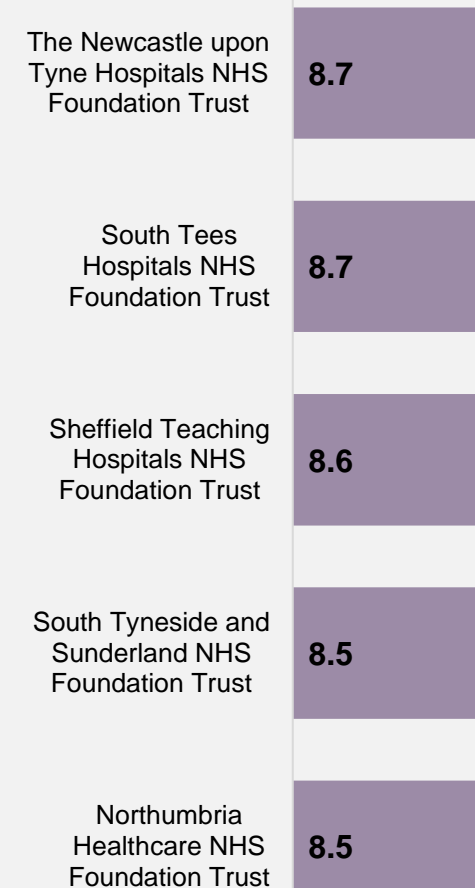 The Newcastle upon
Tyne Hospitals NHS
Foundation Trust
8.7
South Tees
Hospitals NHS
Foundation Trust
8.7
Sheffield Teaching
Hospitals NHS
Foundation Trust
8.6
South Tyneside and
Sunderland NHS
Foundation Trust
8.5
Northumbria
Healthcare NHS
Foundation Trust
8.5